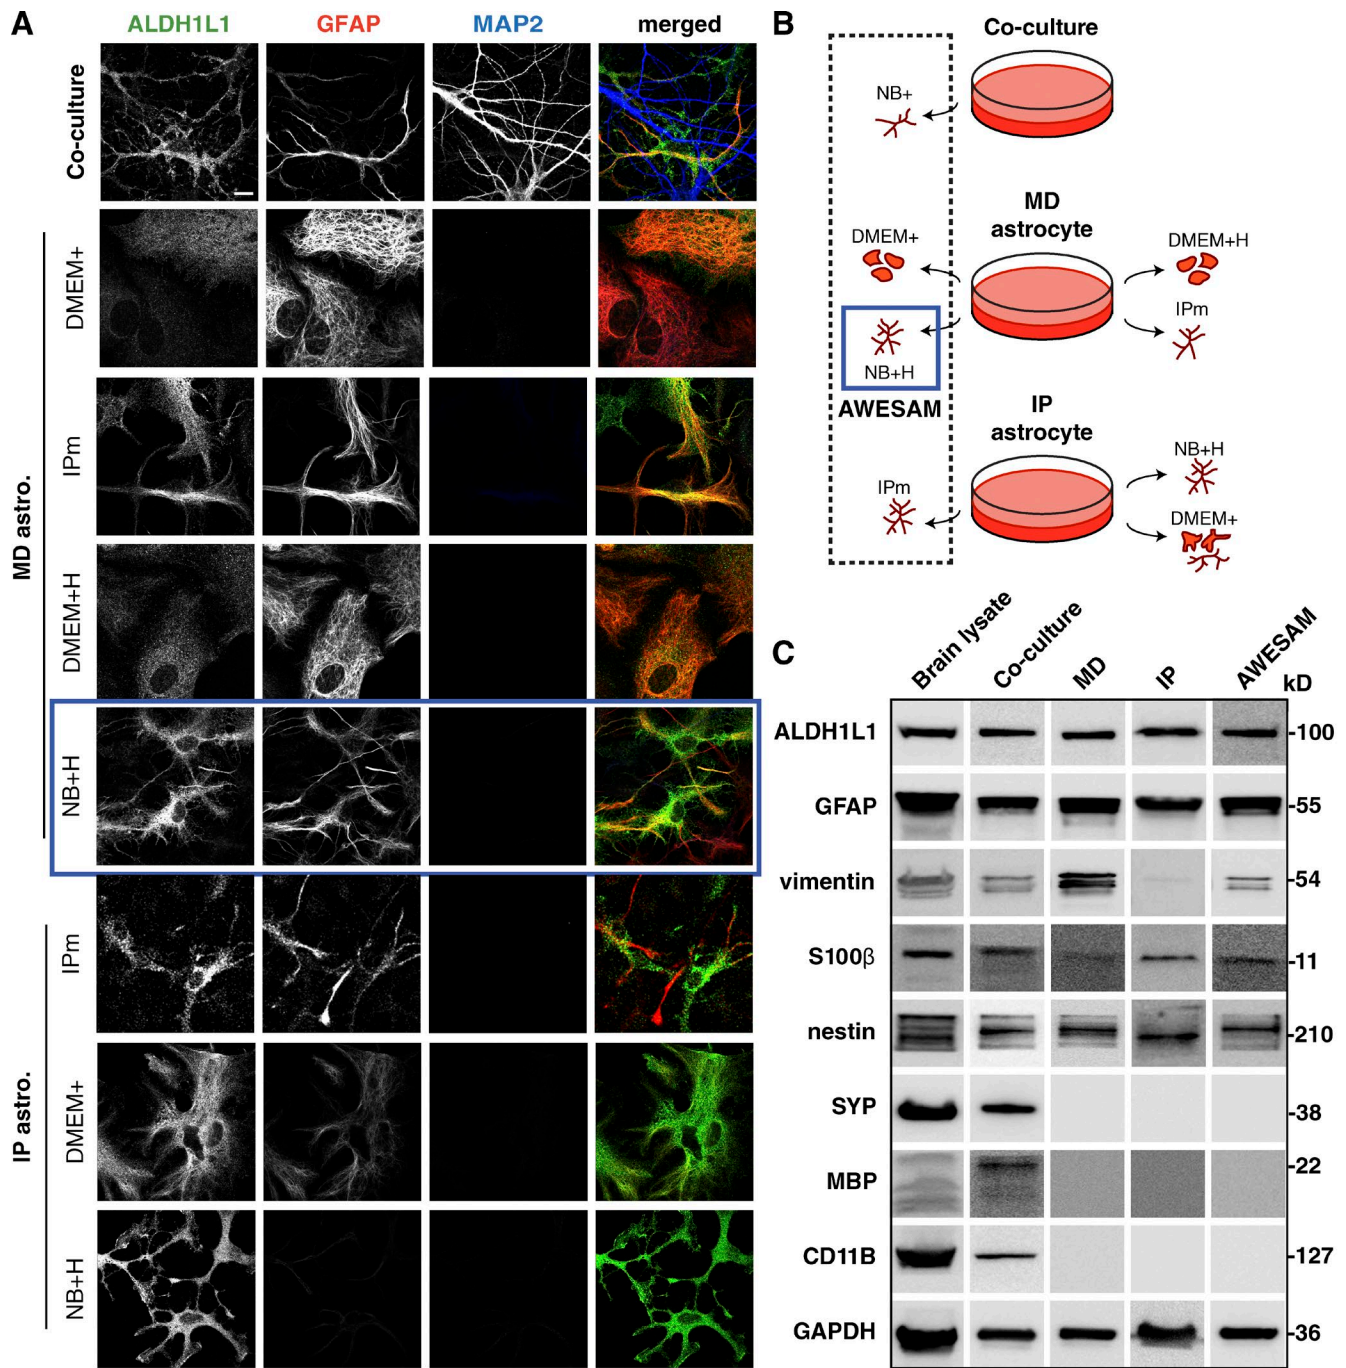 A
ALDH1L1 GFAP MAP2 merged
Co-culture
MD astro.
DMEM+
IPm
DMEM+H
NB+H
IP astro.
IPm
DMEM+
NB+H
B
Co-culture
NB+
MD
astrocyte
DMEM+
DMEM+H
IPm
NB+H
AWESAM
IP
astrocyte
NB+H
IPm
DMEM+
C
Brain lysate Co-culture MD IP AWESAM kD
ALDH1L1 -100
GFAP -55
vimentin -54
S100β -11
nestin -210
SYP -38
MBP -22
CD11B -127
GAPDH -36